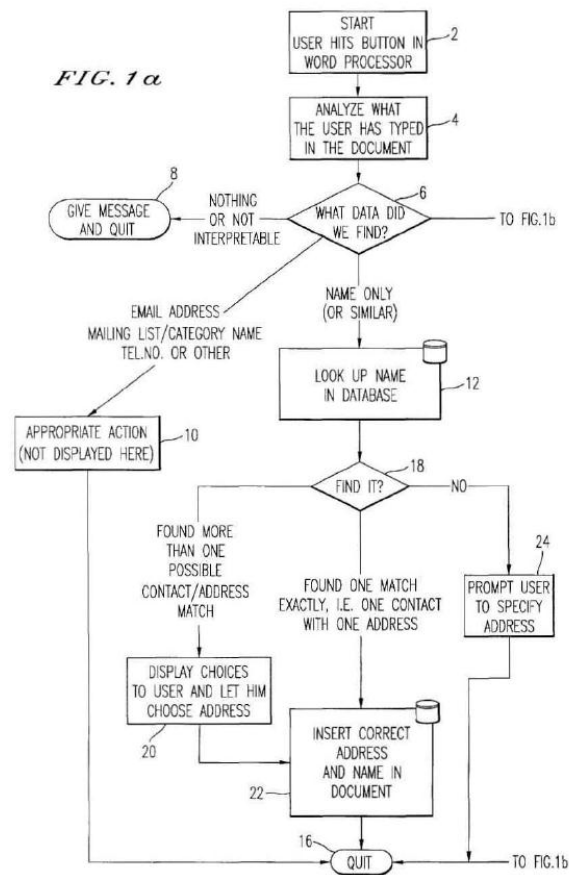 FIG. 1a
START
USER HITS BUTTON IN
WORD PROCESSOR
2
ANALYZE WHAT
THE USER HAS TYPED
IN THE DOCUMENT
4
8
GIVE MESSAGE
AND QUIT
NOTHING
OR NOT
INTERPRETABLE
6
WHAT DATA DID
WE FIND?
TO FIG.1b
EMAIL ADDRESS
MAILING LIST/CATEGORY NAME
TEL.NO. OR OTHER
NAME ONLY
(OR SIMILAR)
LOOK UP NAME
IN DATABASE
12
APPROPRIATE ACTION
(NOT DISPLAYED HERE)
10
18
FIND IT?
NO
FOUND MORE
THAN ONE
POSSIBLE
CONTACT/ADDRESS
MATCH
FOUND ONE MATCH
EXACTLY, I.E. ONE CONTACT
WITH ONE ADDRESS
24
PROMPT USER
TO SPECIFY
ADDRESS
DISPLAY CHOICES
TO USER AND LET HIM
CHOOSE ADDRESS
20
INSERT CORRECT
ADDRESS
AND NAME IN
DOCUMENT
22
16
QUIT
TO FIG.1b